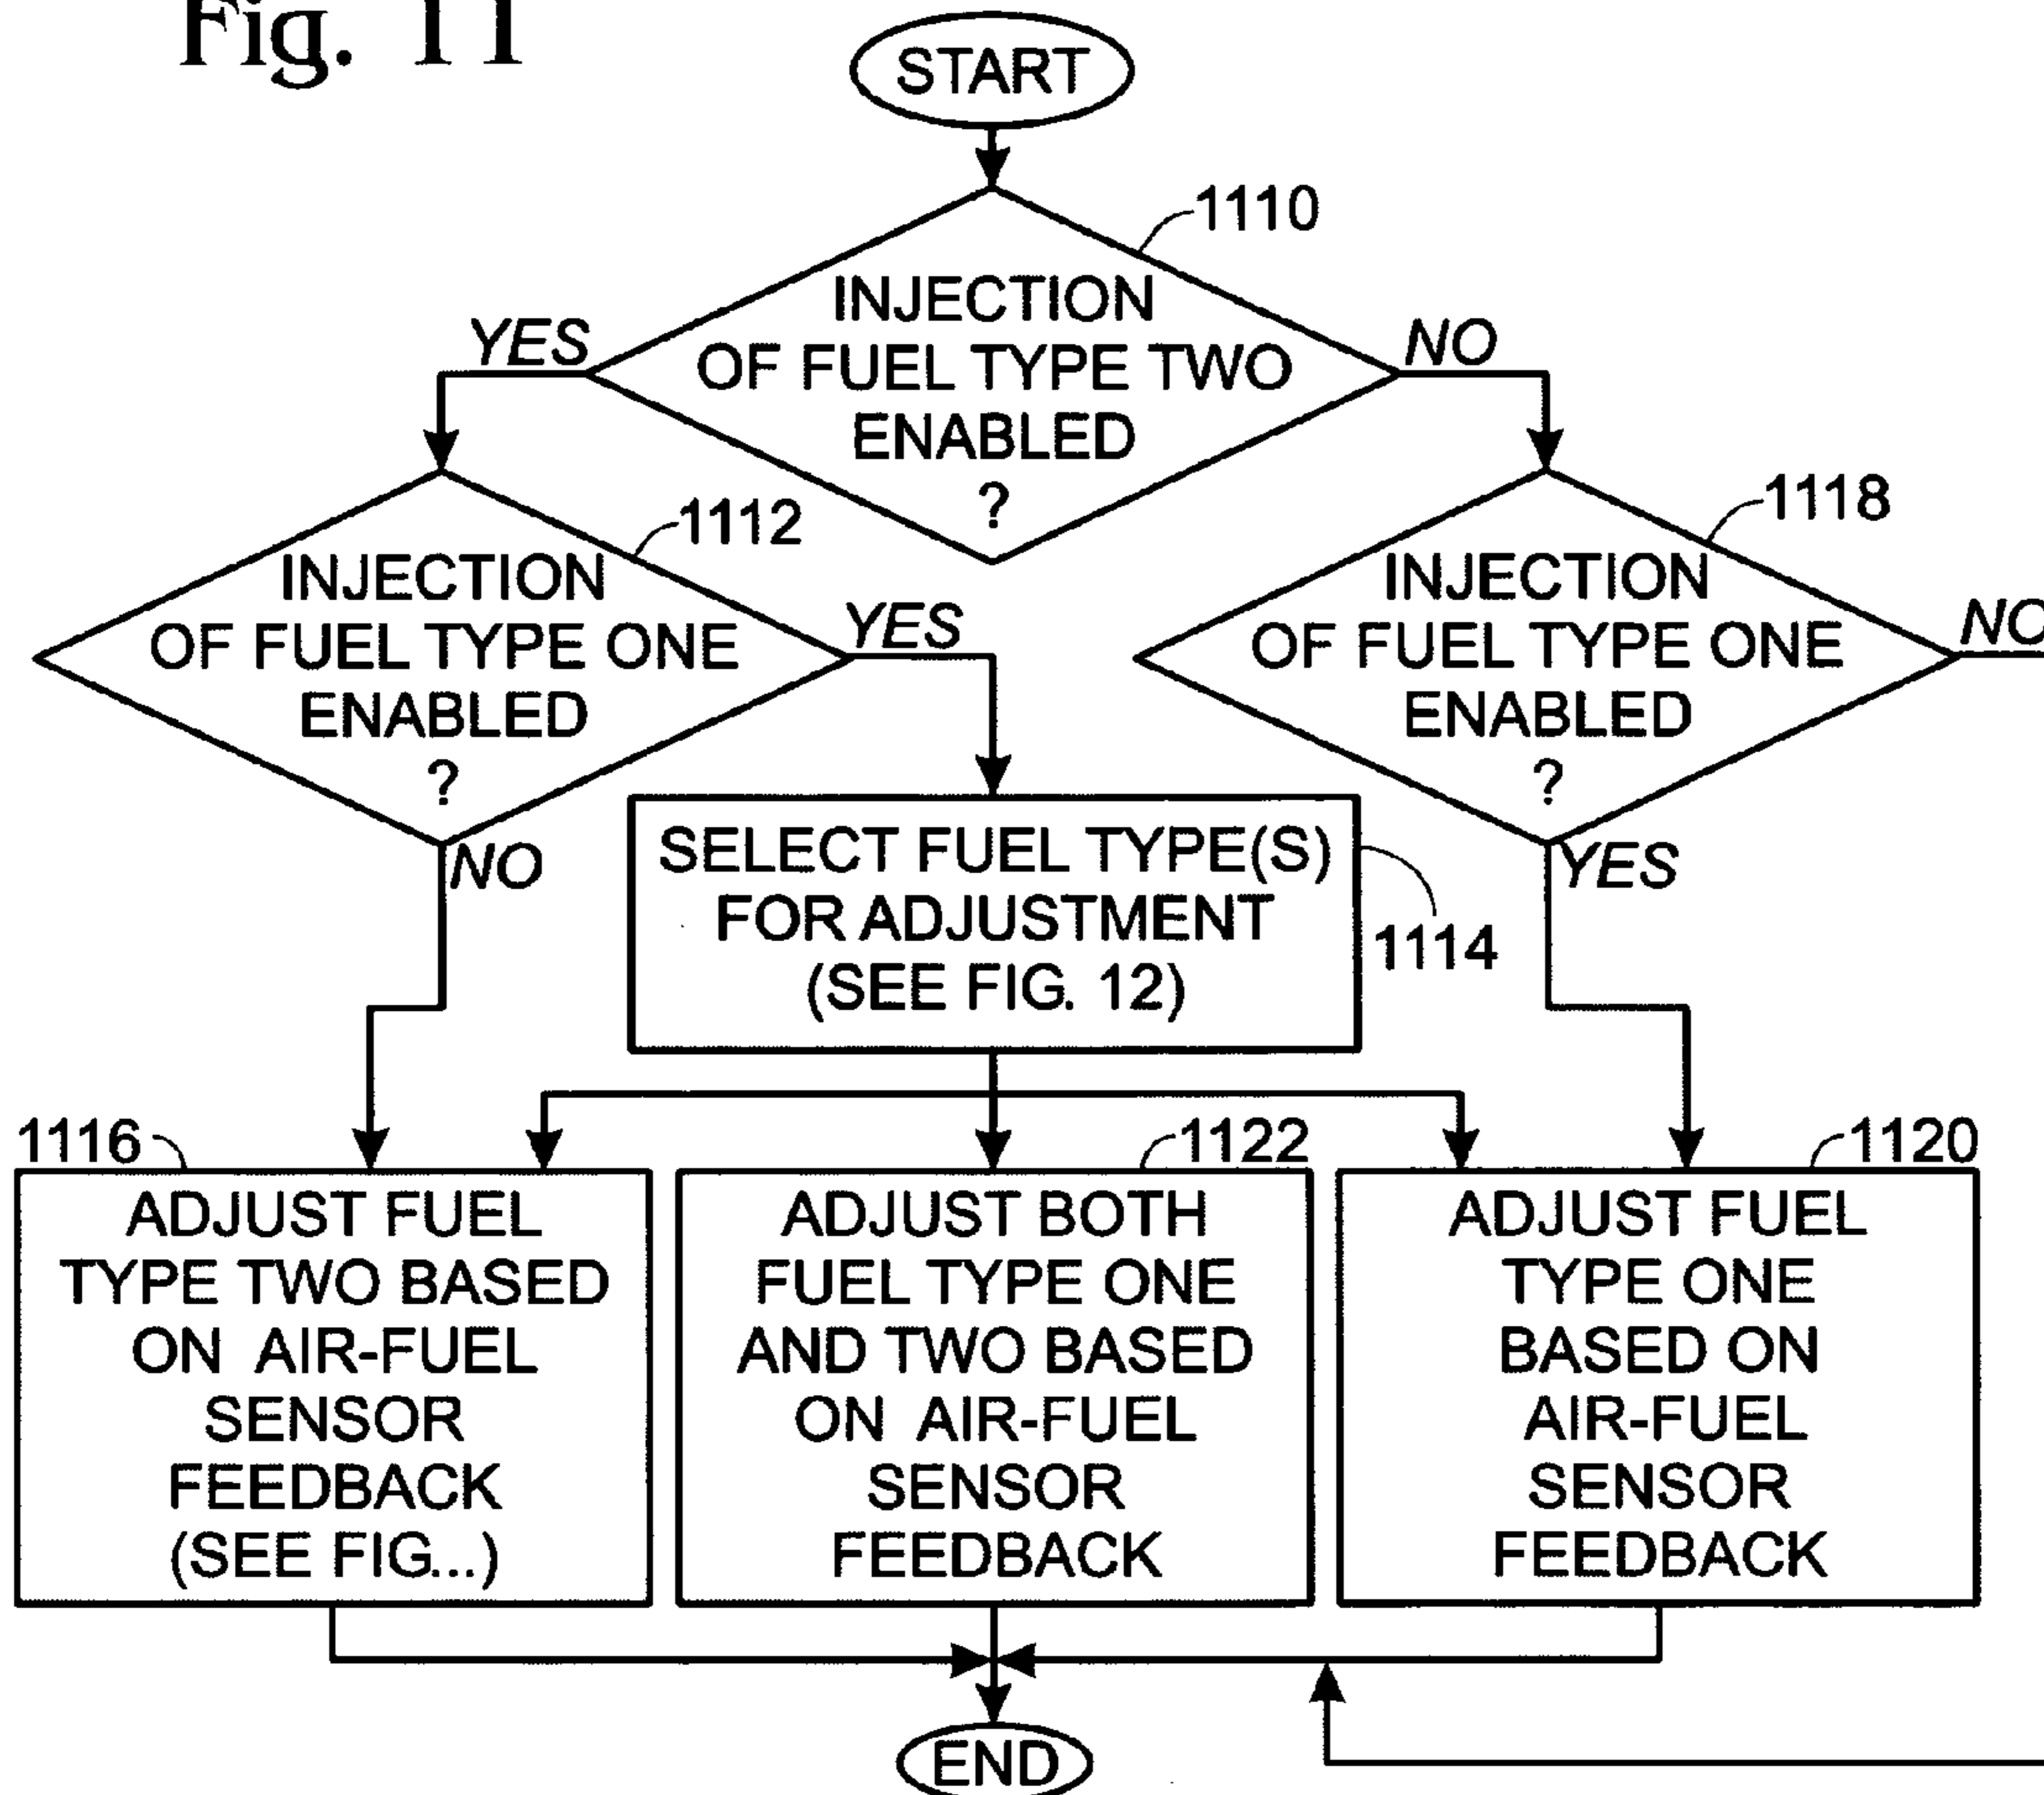 Fig. 11
START
1110
INJECTION
OF FUEL TYPE TWO
ENABLED
?
YES
NO
1112
INJECTION
OF FUEL TYPE ONE
ENABLED
?
YES
NO
1118
INJECTION
OF FUEL TYPE ONE
ENABLED
?
NO
YES
SELECT FUEL TYPE(S)
FOR ADJUSTMENT
(SEE FIG. 12)
1114
1116
ADJUST FUEL
TYPE TWO BASED
ON AIR-FUEL
SENSOR
FEEDBACK
(SEE FIG...)
1122
ADJUST BOTH
FUEL TYPE ONE
AND TWO BASED
ON AIR-FUEL
SENSOR
FEEDBACK
1120
ADJUST FUEL
TYPE ONE
BASED ON
AIR-FUEL
SENSOR
FEEDBACK
END